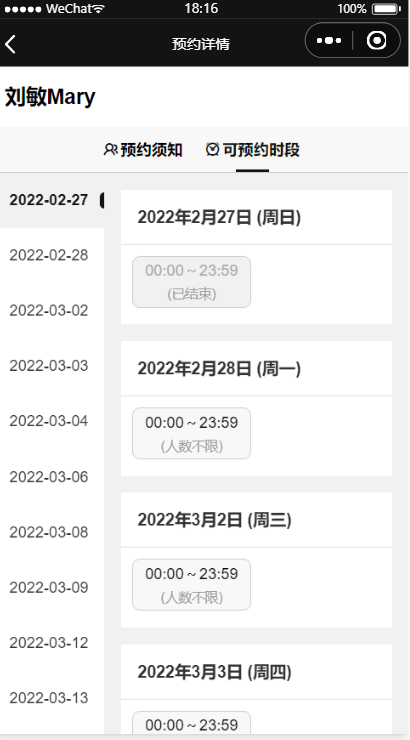 WeChat 18:16 100%
预约详情
刘敏Mary
预约须知 可预约时段
2022-02-27
2022-02-28
2022-03-02
2022-03-03
2022-03-04
2022-03-06
2022-03-08
2022-03-09
2022-03-12
2022-03-13
2022年2月27日 (周日)
00:00～23:59
(已结束)
2022年2月28日 (周一)
00:00～23:59
(人数不限)
2022年3月2日 (周三)
00:00～23:59
(人数不限)
2022年3月3日 (周四)
00:00～23:59